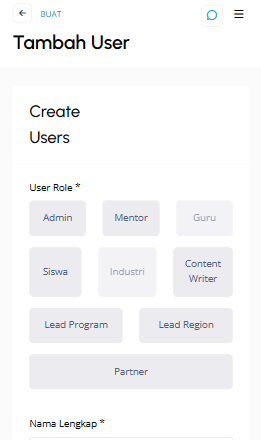 BUAT
Tambah User
Create
Users
User Role *
Admin
Mentor
Guru
Siswa
Industri
Content
Writer
Lead Program
Lead Region
Partner
Nama Lengkap *